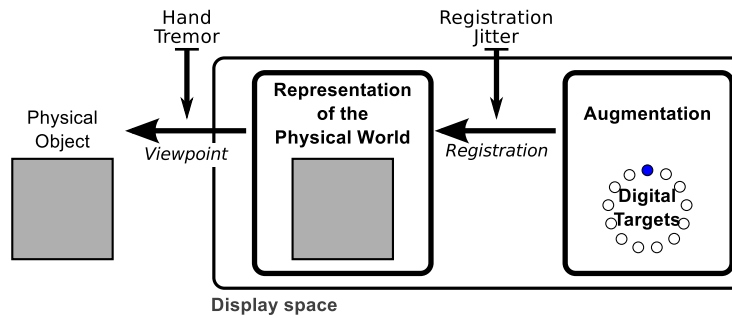 Hand
Tremor
Registration
Jitter
Physical
Object
Viewpoint
Representation
of the
Physical World
Registration
Augmentation
Digital
Targets
Display space